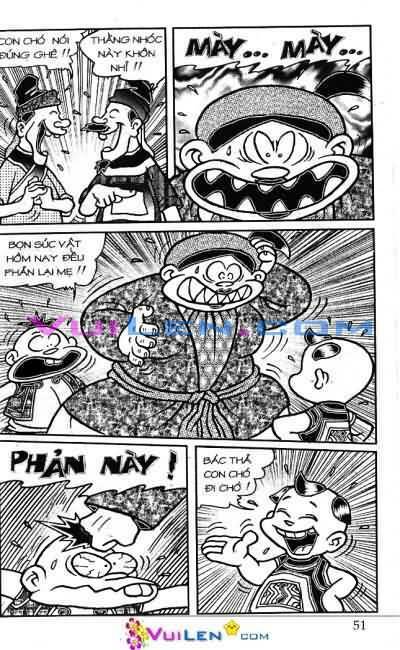 CON CHÓ NÓI
ĐÚNG GHÊ !!
THẰNG NHÓC
NÀY KHÔN
NHỈ !!
MÀY... MÀY...
BỌN SÚC VẬT
HÔM NAY ĐỀU
PHẢN LẠI MẸ !!
VUILEN.COM
PHẢN NÀY !
BÁC THẢ
CON CHÓ
ĐI CHỚ !
51
VUILEN.COM